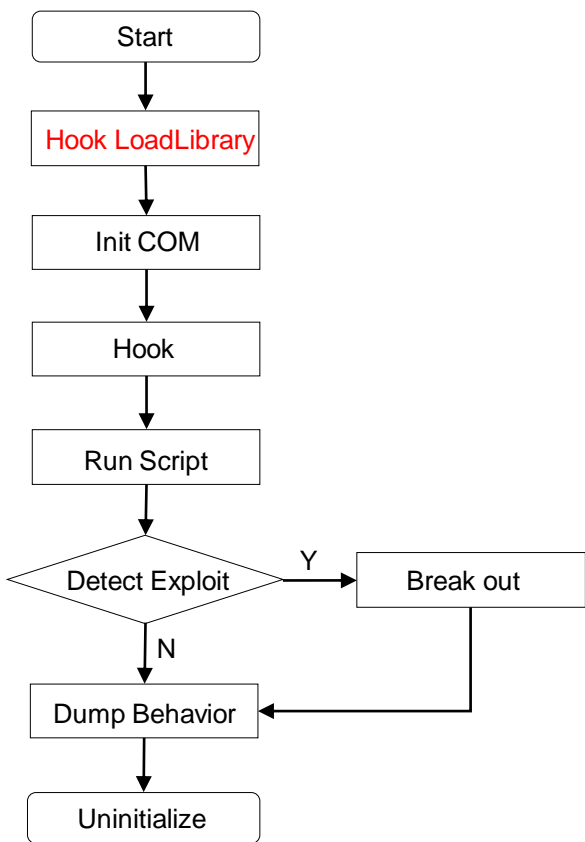 Start
Hook LoadLibrary
Init COM
Hook
Run Script
Detect Exploit
Y
Break out
N
Dump Behavior
Uninitialize